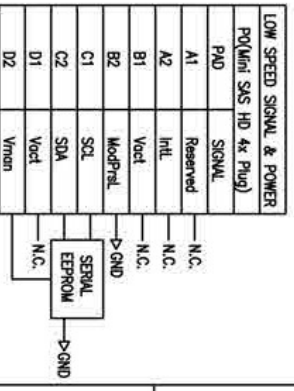 LOW SPEED SIGNAL & POWER
P0(Mini SAS HD 4x Plug)
PAD SIGNAL
A1 Reserved N.C.
A2 IntL N.C.
B1 Vact N.C.
B2 ModPrsL GND
C1 SCL
C2 SDA
D1 Vact N.C.
D2 Vman
SERIAL
EEPROM
GND